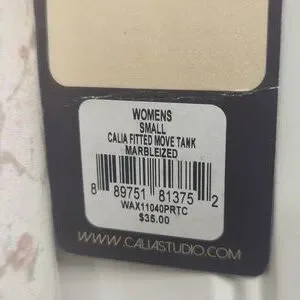 WOMENS
SMALL
CALIA FITTED MOVE TANK
MARBLEIZED
8 89751 81375 2
WAX11040PRTC
$35.00
WWW.CALIASTUDIO.COM